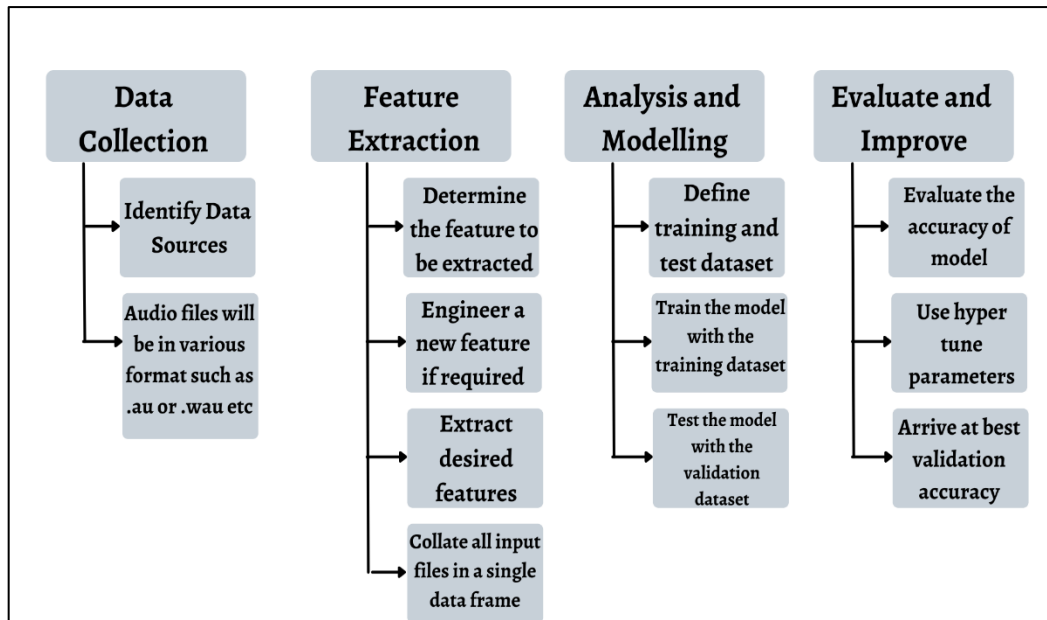 Data
Collection
Identify Data
Sources
Audio files will
be in various
format such as
.au or .wau etc
Feature
Extraction
Determine
the feature to
be extracted
Engineer a
new feature
if required
Extract
desired
features
Collate all input
files in a single
data frame
Analysis and
Modelling
Define
training and
test dataset
Train the model
with the
training dataset
Test the model
with the
validation
dataset
Evaluate and
Improve
Evaluate the
accuracy of
model
Use hyper
tune
parameters
Arrive at best
validation
accuracy